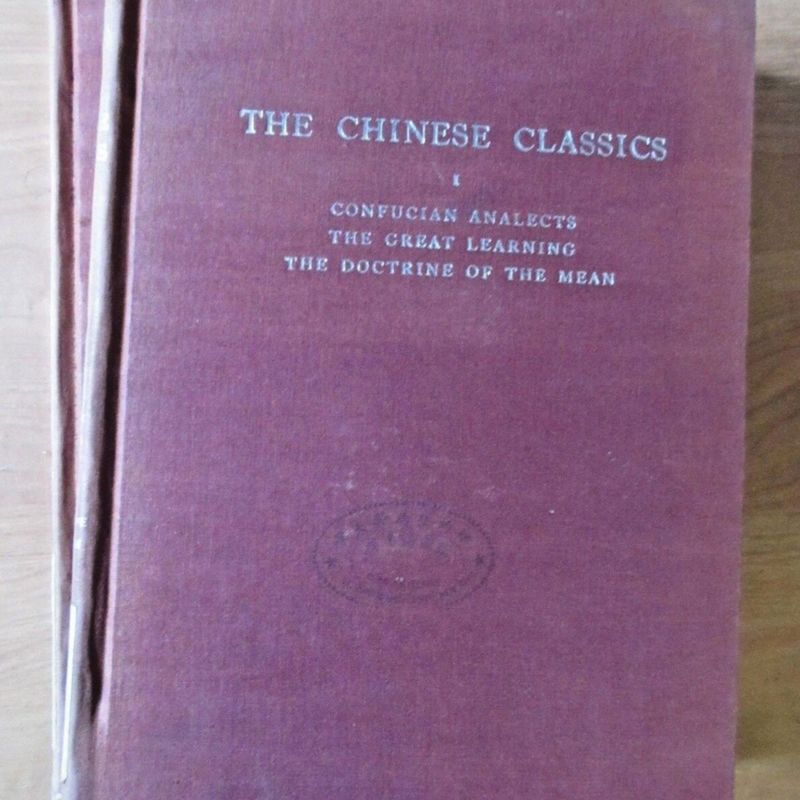 THE CHINESE CLASSICS
I
CONFUCIAN ANALECTS
THE GREAT LEARNING
THE DOCTRINE OF THE MEAN